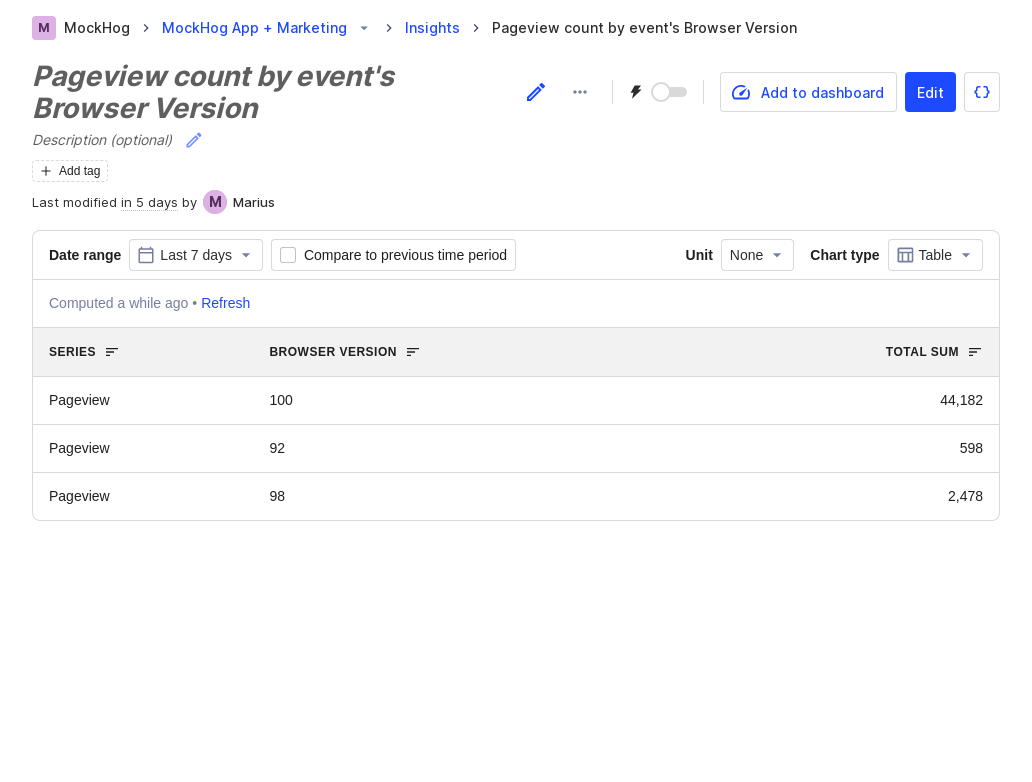 M MockHog MockHog App + Marketing Insights Pageview count by event's Browser Version
Pageview count by event's
Browser Version
Add to dashboard Edit {}
Description (optional)
Add tag
Last modified in 5 days by M Marius
Date range Last 7 days Compare to previous time period Unit None Chart type Table
Computed a while ago • Refresh
SERIES BROWSER VERSION TOTAL SUM
Pageview 100 44,182
Pageview 92 598
Pageview 98 2,478